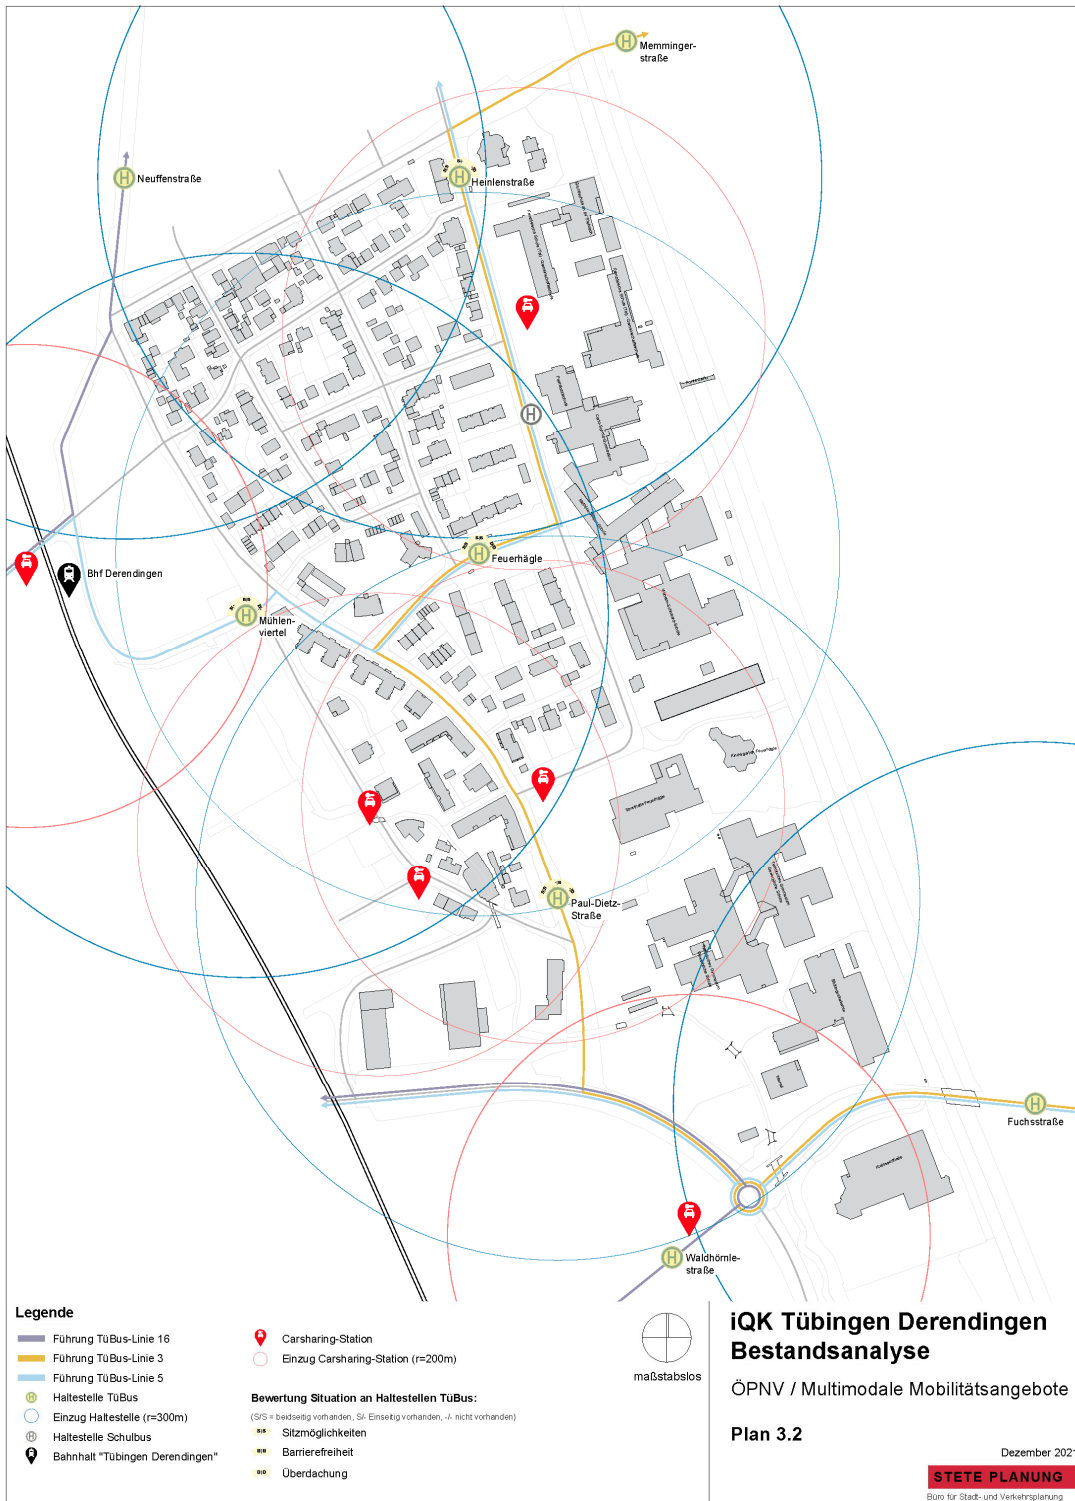 Memminger-
straße
Neuffenstraße
Heinlenstraße
Feuerhägle
Bhf Derendingen
Mühlen-
viertel
Kindergarten Feuerhägle
Paul-Dietz-
Straße
Fuchsstraße
Waldhörnle-
straße
Legende
Führung TüBus-Linie 16
Führung TüBus-Linie 3
Führung TüBus-Linie 5
Haltestelle TüBus
Einzug Haltestelle (r=300m)
Haltestelle Schulbus
Bahnhalt "Tübingen Derendingen"
Carsharing-Station
Einzug Carsharing-Station (r=200m)
Bewertung Situation an Haltestellen TüBus:
(S/S = beidseitig vorhanden, S/- Einseitig vorhanden, -/- nicht vorhanden)
Sitzmöglichkeiten
Barrierefreiheit
Überdachung
maßstabslos
iQK Tübingen Derendingen
Bestandsanalyse
ÖPNV / Multimodale Mobilitätsangebote
Plan 3.2
Dezember 2021
STETE PLANUNG
Büro für Stadt- und Verkehrsplanung